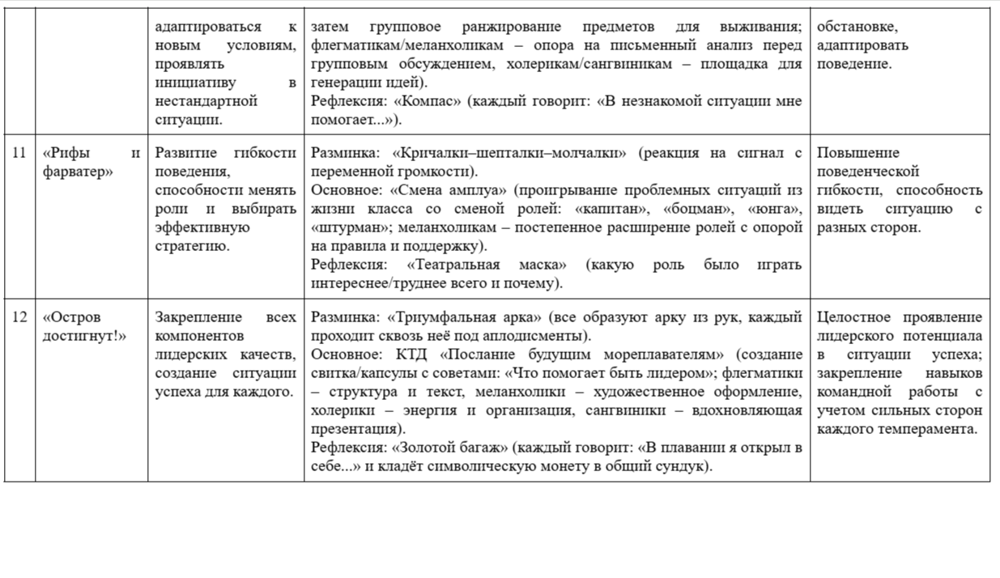 адаптироваться к
новым условиям,
проявлять
инициативу в
нестандартной
ситуации.
затем групповое ранжирование предметов для выживания;
флегматикам/меланхоликам – опора на письменный анализ перед
групповым обсуждением, холерикам/сангвиникам – площадка для
генерации идей).
Рефлексия: «Компас» (каждый говорит: «В незнакомой ситуации мне
помогает...»).
обстановке,
адаптировать
поведение.
11
«Рифы и
фарватер»
Развитие гибкости
поведения,
способности менять
роли и выбирать
эффективную
стратегию.
Разминка: «Кричалки–шепталки–молчалки» (реакция на сигнал с
переменной громкости).
Основное: «Смена амплуа» (проигрывание проблемных ситуаций из
жизни класса со сменой ролей: «капитан», «боцман», «юнга»,
«штурман»; меланхоликам – постепенное расширение ролей с опорой
на правила и поддержку).
Рефлексия: «Театральная маска» (какую роль было играть
интереснее/труднее всего и почему).
Повышение
поведенческой
гибкости, способность
видеть ситуацию с
разных сторон.
12
«Остров
достигнут!»
Закрепление всех
компонентов
лидерских качеств,
создание ситуации
успеха для каждого.
Разминка: «Триумфальная арка» (все образуют арку из рук, каждый
проходит сквозь неё под аплодисменты).
Основное: КТД «Послание будущим мореплавателям» (создание
свитка/капсулы с советами: «Что помогает быть лидером»; флегматики
– структура и текст, меланхолики – художественное оформление,
холерики – энергия и организация, сангвиники – вдохновляющая
презентация).
Рефлексия: «Золотой багаж» (каждый говорит: «В плавании я открыл в
себе...» и кладёт символическую монету в общий сундук).
Целостное проявление
лидерского потенциала
в ситуации успеха;
закрепление навыков
командной работы с
учетом сильных сторон
каждого темперамента.